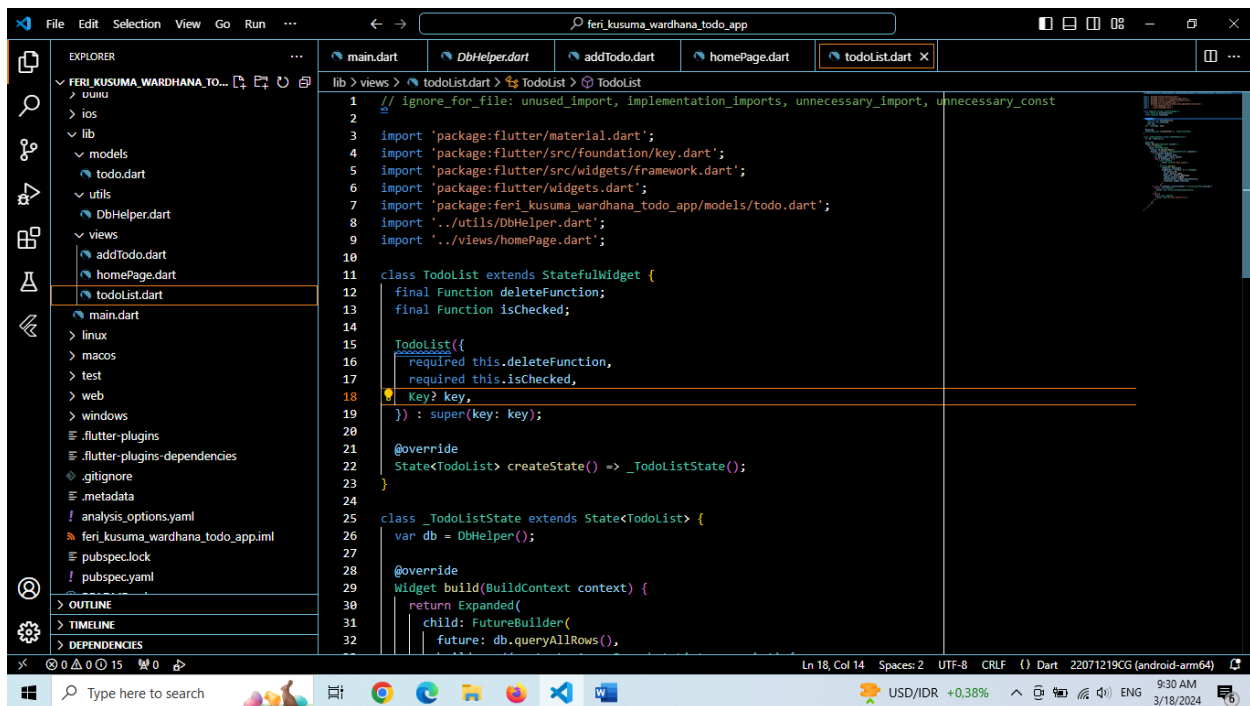 File Edit Selection View Go Run ··· ← → feri_kusuma_wardhana_todo_app
EXPLORER ···
main.dart DbHelper.dart addTodo.dart homePage.dart todoList.dart ×
FERI_KUSUMA_WARDHANA_TO...
lib > views > todoList.dart > TodoList > TodoList
> build
> ios
lib
models
todo.dart
utils
DbHelper.dart
views
addTodo.dart
homePage.dart
todoList.dart
main.dart
> linux
> macos
> test
> web
> windows
.flutter-plugins
.flutter-plugins-dependencies
.gitignore
.metadata
! analysis_options.yaml
feri_kusuma_wardhana_todo_app.iml
pubspec.lock
! pubspec.yaml
> OUTLINE
> TIMELINE
> DEPENDENCIES
1 // ignore_for_file: unused_import, implementation_imports, unnecessary_import, unnecessary_const
2
3 import 'package:flutter/material.dart';
4 import 'package:flutter/src/foundation/key.dart';
5 import 'package:flutter/src/widgets/framework.dart';
6 import 'package:flutter/widgets.dart';
7 import 'package:feri_kusuma_wardhana_todo_app/models/todo.dart';
8 import '../utils/DbHelper.dart';
9 import '../views/homePage.dart';
10
11 class TodoList extends StatefulWidget {
12 final Function deleteFunction;
13 final Function isChecked;
14
15 TodoList({
16 required this.deleteFunction,
17 required this.isChecked,
18 Key? key,
19 }) : super(key: key);
20
21 @override
22 State<TodoList> createState() => _TodoListState();
23 }
24
25 class _TodoListState extends State<TodoList> {
26 var db = DbHelper();
27
28 @override
29 Widget build(BuildContext context) {
30 return Expanded(
31 child: FutureBuilder(
32 future: db.queryAllRows(),
0 0 15 0 Ln 18, Col 14 Spaces: 2 UTF-8 CRLF {} Dart 22071219CG (android-arm64)
Type here to search USD/IDR +0,38% ENG 9:30 AM
3/18/2024 6